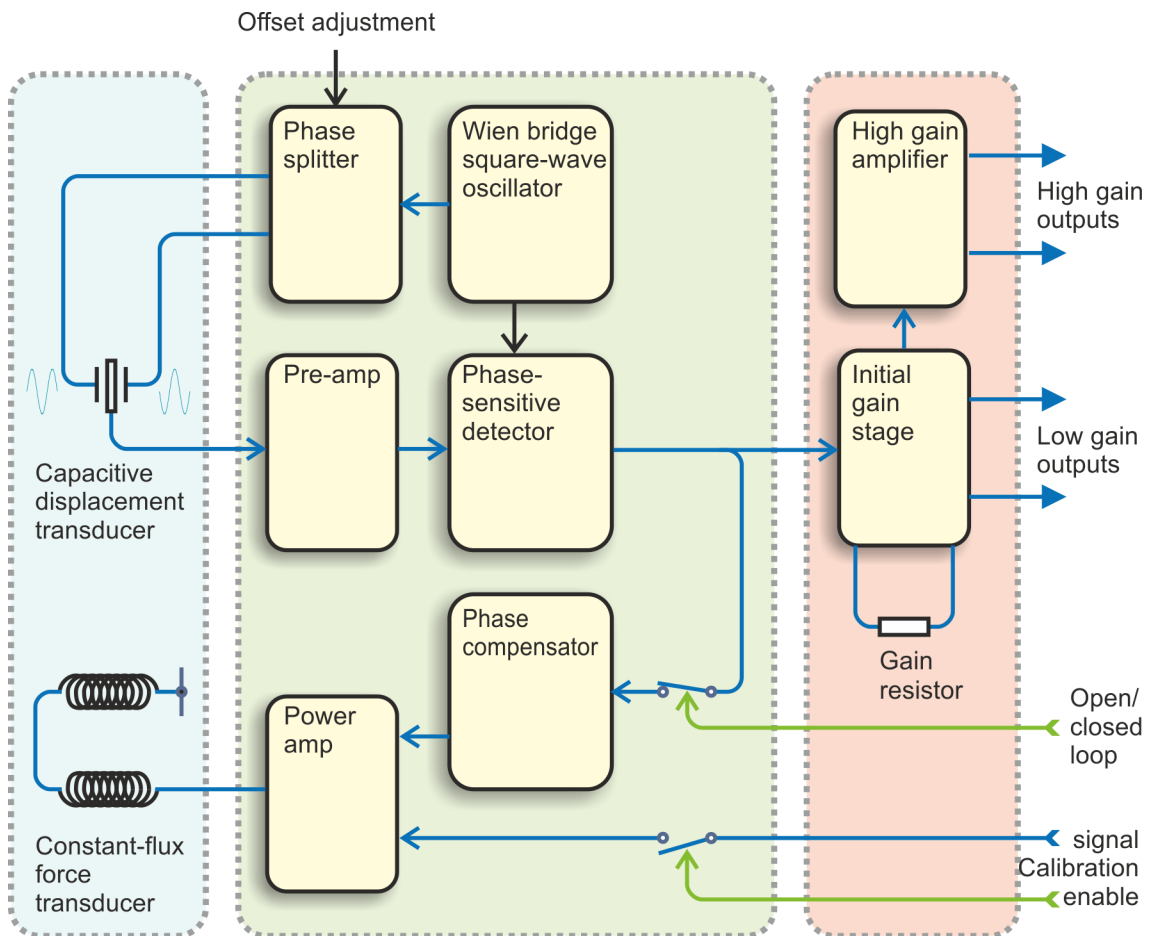 Offset adjustment
Phase
splitter
Wien bridge
square-wave
oscillator
High gain
amplifier
High gain
outputs
Pre-amp
Phase-
sensitive
detector
Initial
gain
stage
Low gain
outputs
Capacitive
displacement
transducer
Phase
compensator
Gain
resistor
Power
amp
Open/
closed
loop
Constant-flux
force
transducer
signal
Calibration
enable